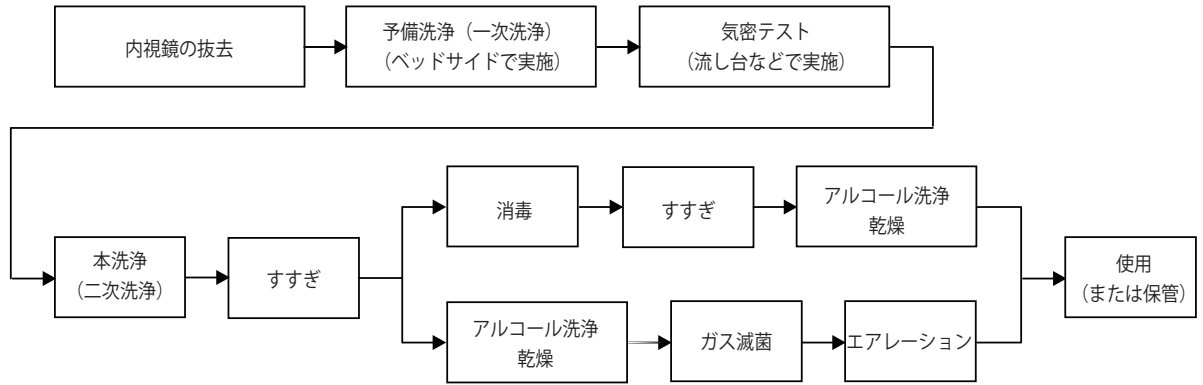 内視鏡の抜去
予備洗浄（一次洗浄）
（ベッドサイドで実施）
気密テスト
（流し台などで実施）
本洗浄
（二次洗浄）
すすぎ
消毒
すすぎ
アルコール洗浄
乾燥
アルコール洗浄
乾燥
ガス滅菌
エアレーション
使用
（または保管）